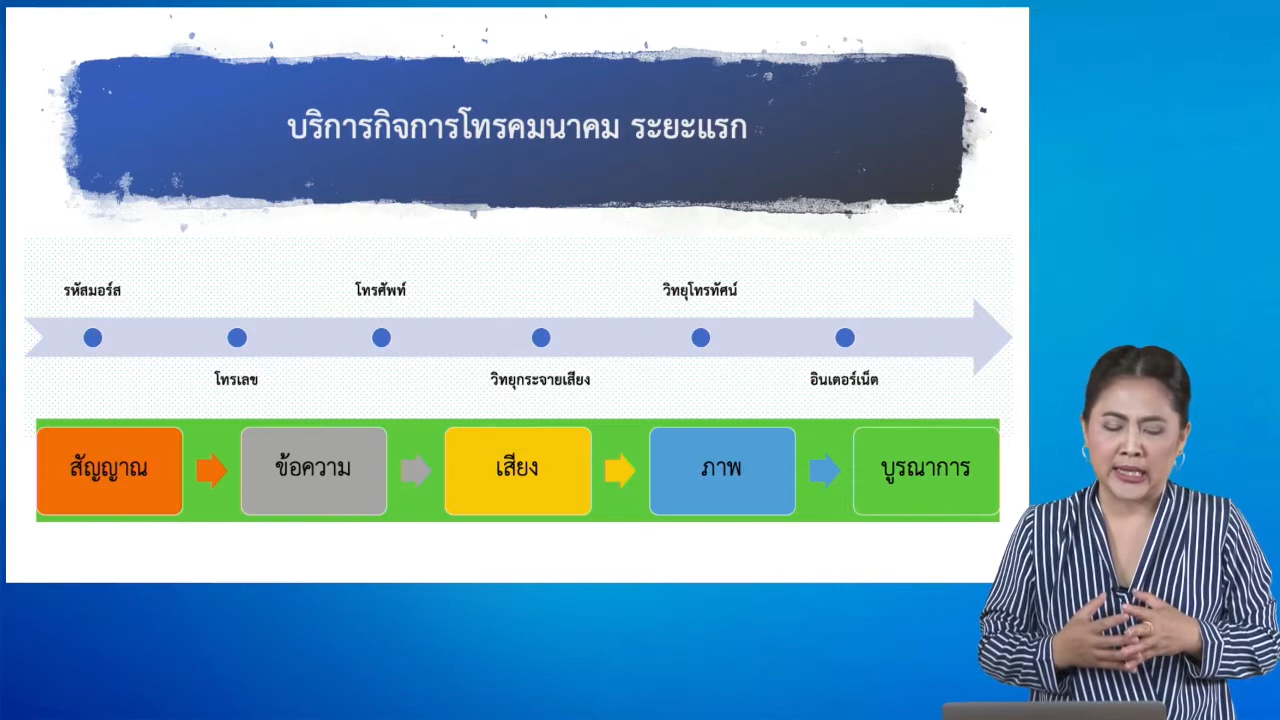 บริการกิจการโทรคมนาคม ระยะแรก
รหัสมอร์ส
โทรศัพท์
วิทยุโทรทัศน์
โทรเลข
วิทยุกระจายเสียง
อินเตอร์เน็ต
สัญญาณ
ข้อความ
เสียง
ภาพ
บูรณาการ